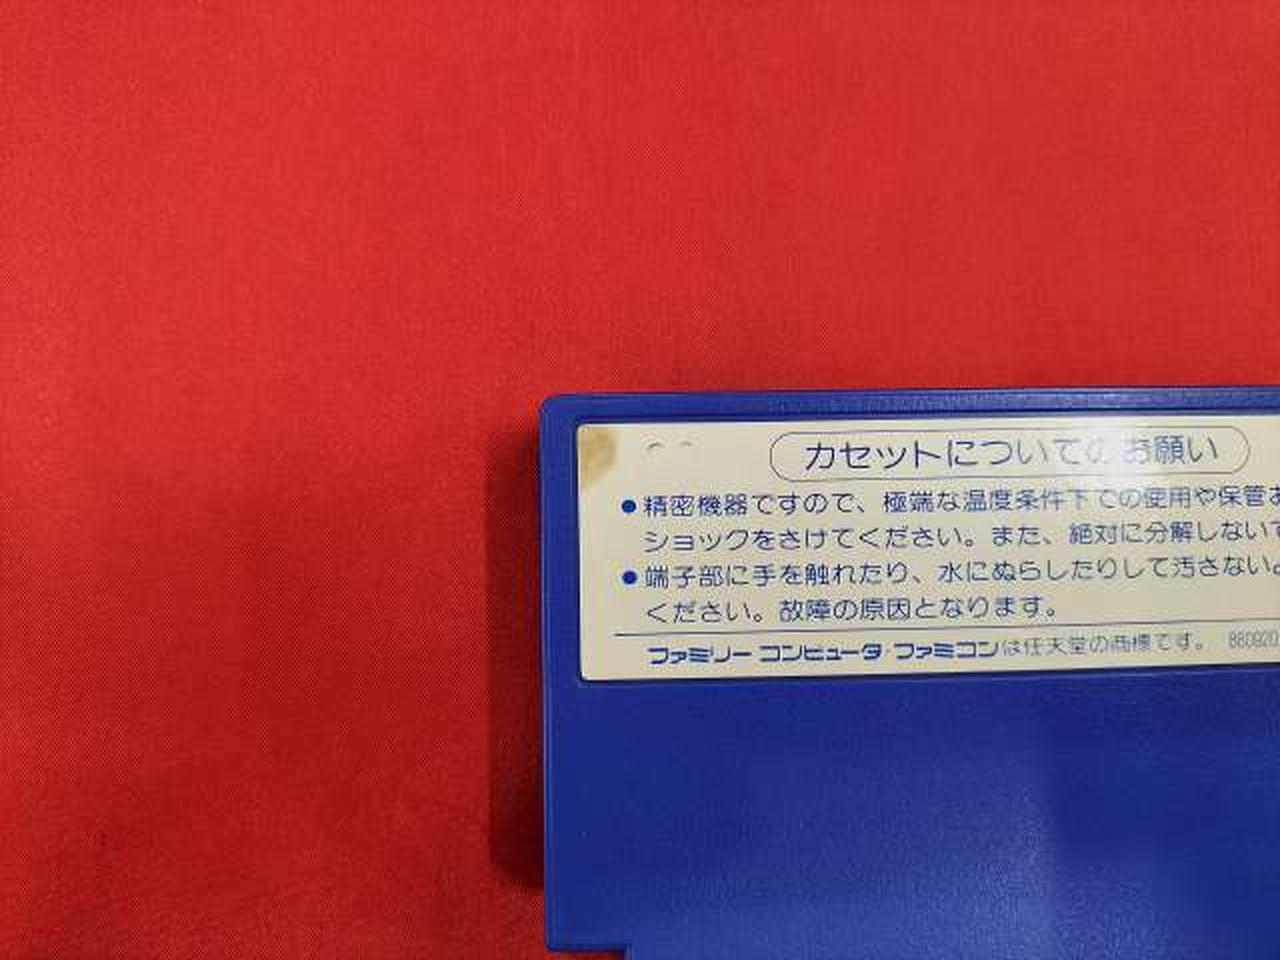 カセットについてのお願い
●精密機器ですので、極端な温度条件下での使用や保管お
ショックをさけてください。また、絶対に分解しないで
●端子部に手を触れたり、水にぬらしたりして汚さないよ
ください。故障の原因となります。
ファミリー コンピュータ・ファミコンは任天堂の商標です。 880920